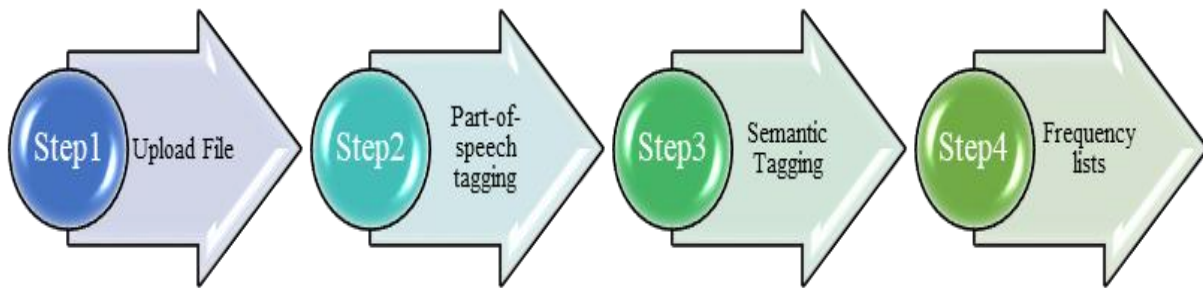 Step1
Upload File
Step2
Part-of-
speech
tagging
Step3
Semantic
Tagging
Step4
Frequency
lists